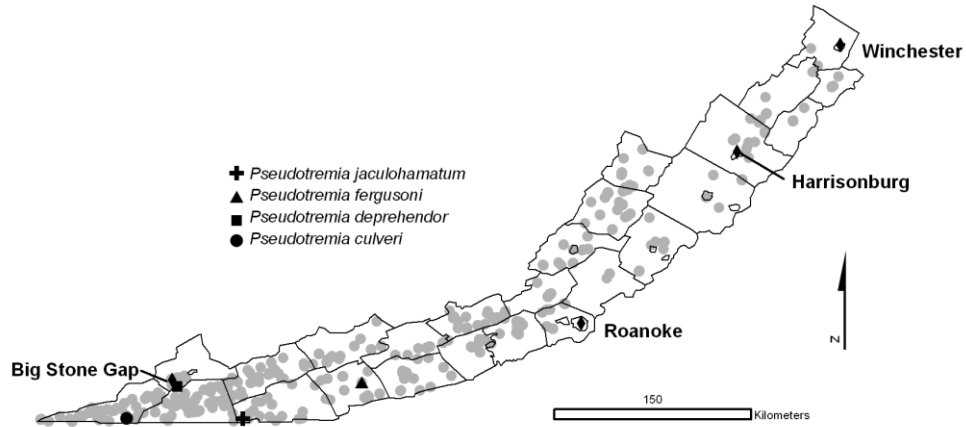 Winchester
Harrisonburg
Pseudotremia jaculohamatum
Pseudotremia fergusoni
Pseudotremia deprehendor
Pseudotremia culveri
Roanoke
Big Stone Gap
N
150
Kilometers